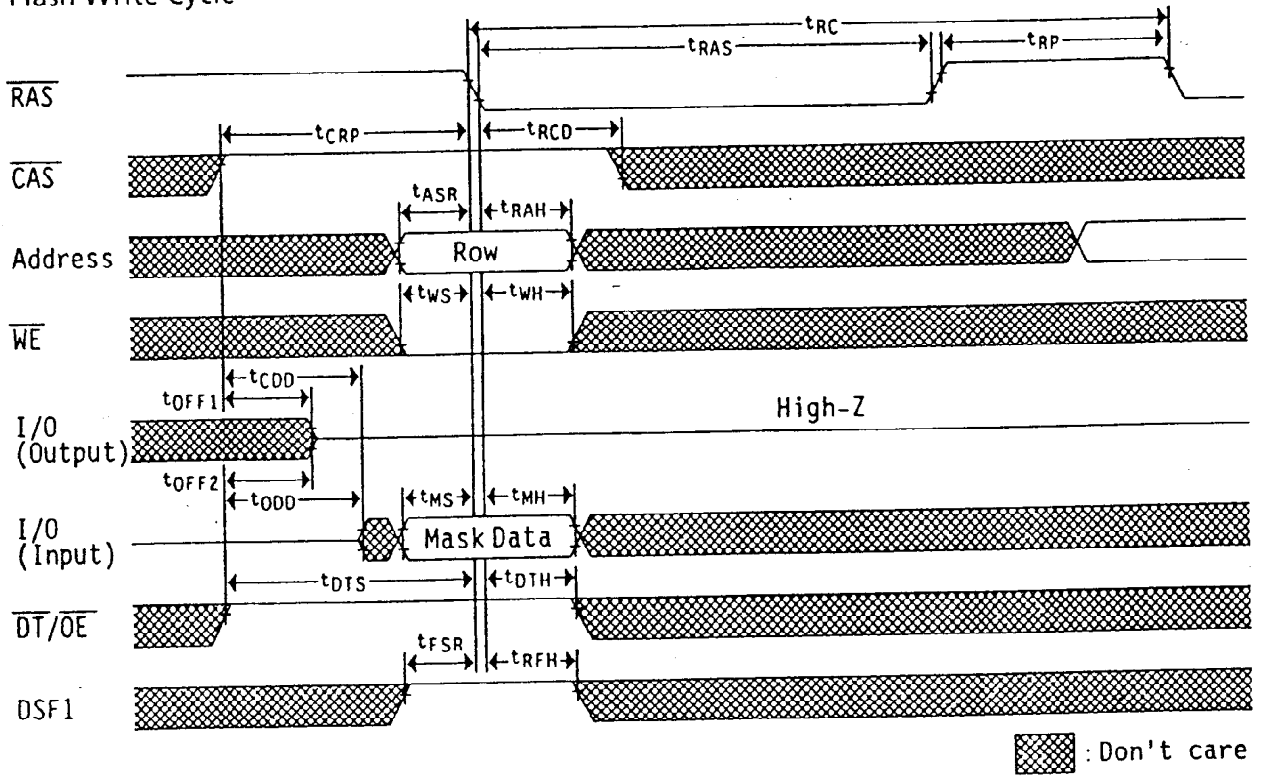 Flash Write Cycle
tRC
tRAS
tRP
RAS
tCRP
tRCD
CAS
tASR
tRAH
Address
Row
tWS
tWH
WE
tCDD
tOFF1
High-Z
I/O
(Output)
tOFF2
tODD
tMS
tMH
I/O
(Input)
Mask Data
tDTS
tDTH
DT/OE
tFSR
tRFH
DSF1
: Don't care